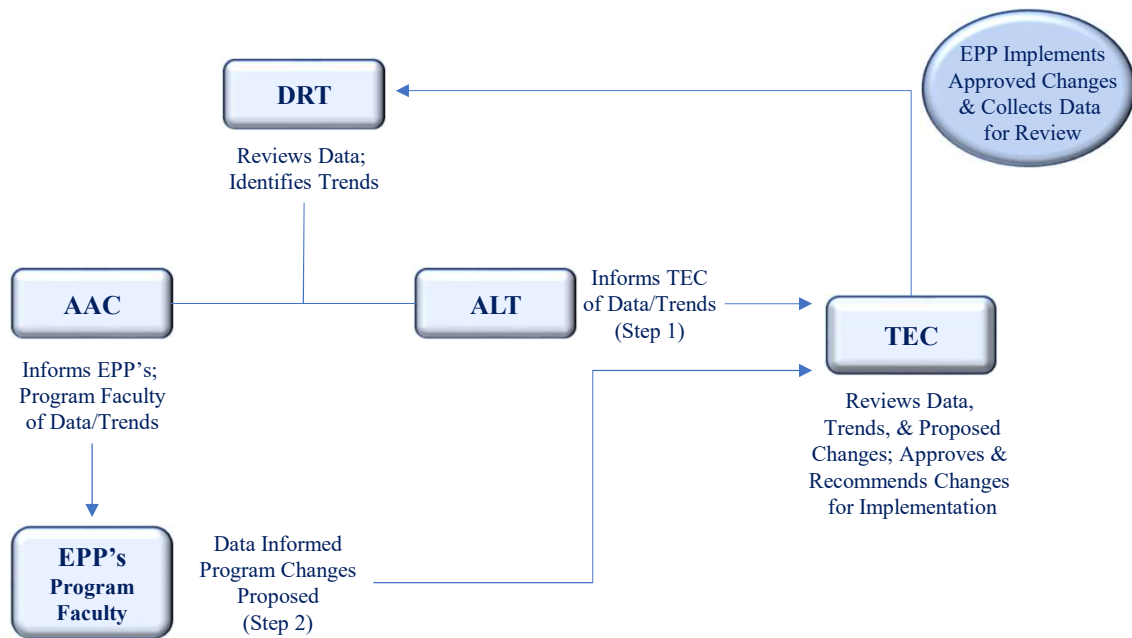 EPP Implements
Approved Changes
& Collects Data
for Review
DRT
Reviews Data;
Identifies Trends
AAC
ALT
Informs TEC
of Data/Trends
(Step 1)
TEC
Informs EPP's;
Program Faculty
of Data/Trends
Reviews Data,
Trends, & Proposed
Changes; Approves &
Recommends Changes
for Implementation
EPP's
Program
Faculty
Data Informed
Program Changes
Proposed
(Step 2)